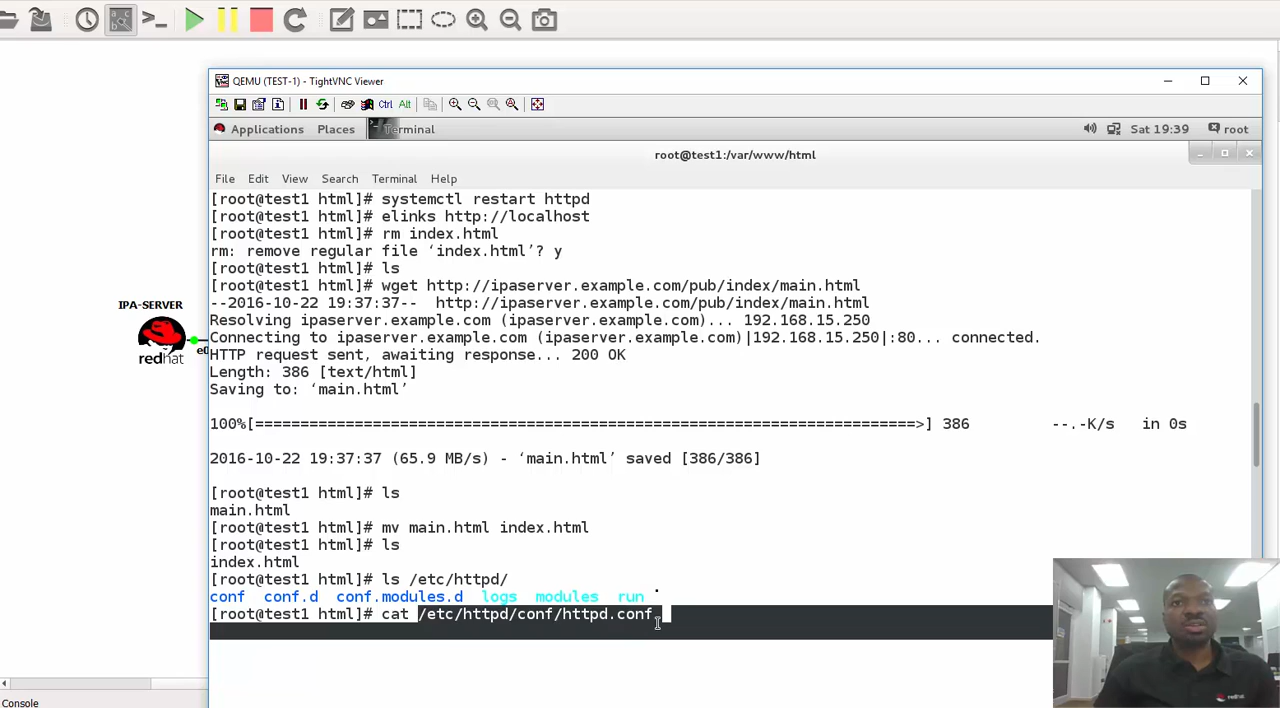 QEMU (TEST-1) - TightVNC Viewer
Ctrl Alt
Applications Places Terminal Sat 19:39 root
root@test1:/var/www/html
File Edit View Search Terminal Help
[root@test1 html]# systemctl restart httpd
[root@test1 html]# elinks http://localhost
[root@test1 html]# rm index.html
rm: remove regular file ‘index.html’? y
[root@test1 html]# ls
[root@test1 html]# wget http://ipaserver.example.com/pub/index/main.html
--2016-10-22 19:37:37-- http://ipaserver.example.com/pub/index/main.html
Resolving ipaserver.example.com (ipaserver.example.com)... 192.168.15.250
Connecting to ipaserver.example.com (ipaserver.example.com)|192.168.15.250|:80... connected.
HTTP request sent, awaiting response... 200 OK
Length: 386 [text/html]
Saving to: ‘main.html’
100%[======================================================================>] 386 --.-K/s in 0s
2016-10-22 19:37:37 (65.9 MB/s) - ‘main.html’ saved [386/386]
[root@test1 html]# ls
main.html
[root@test1 html]# mv main.html index.html
[root@test1 html]# ls
index.html
[root@test1 html]# ls /etc/httpd/
conf conf.d conf.modules.d logs modules run
[root@test1 html]# cat /etc/httpd/conf/httpd.conf
IPA-SERVER
redhat
e0
Console
redhat